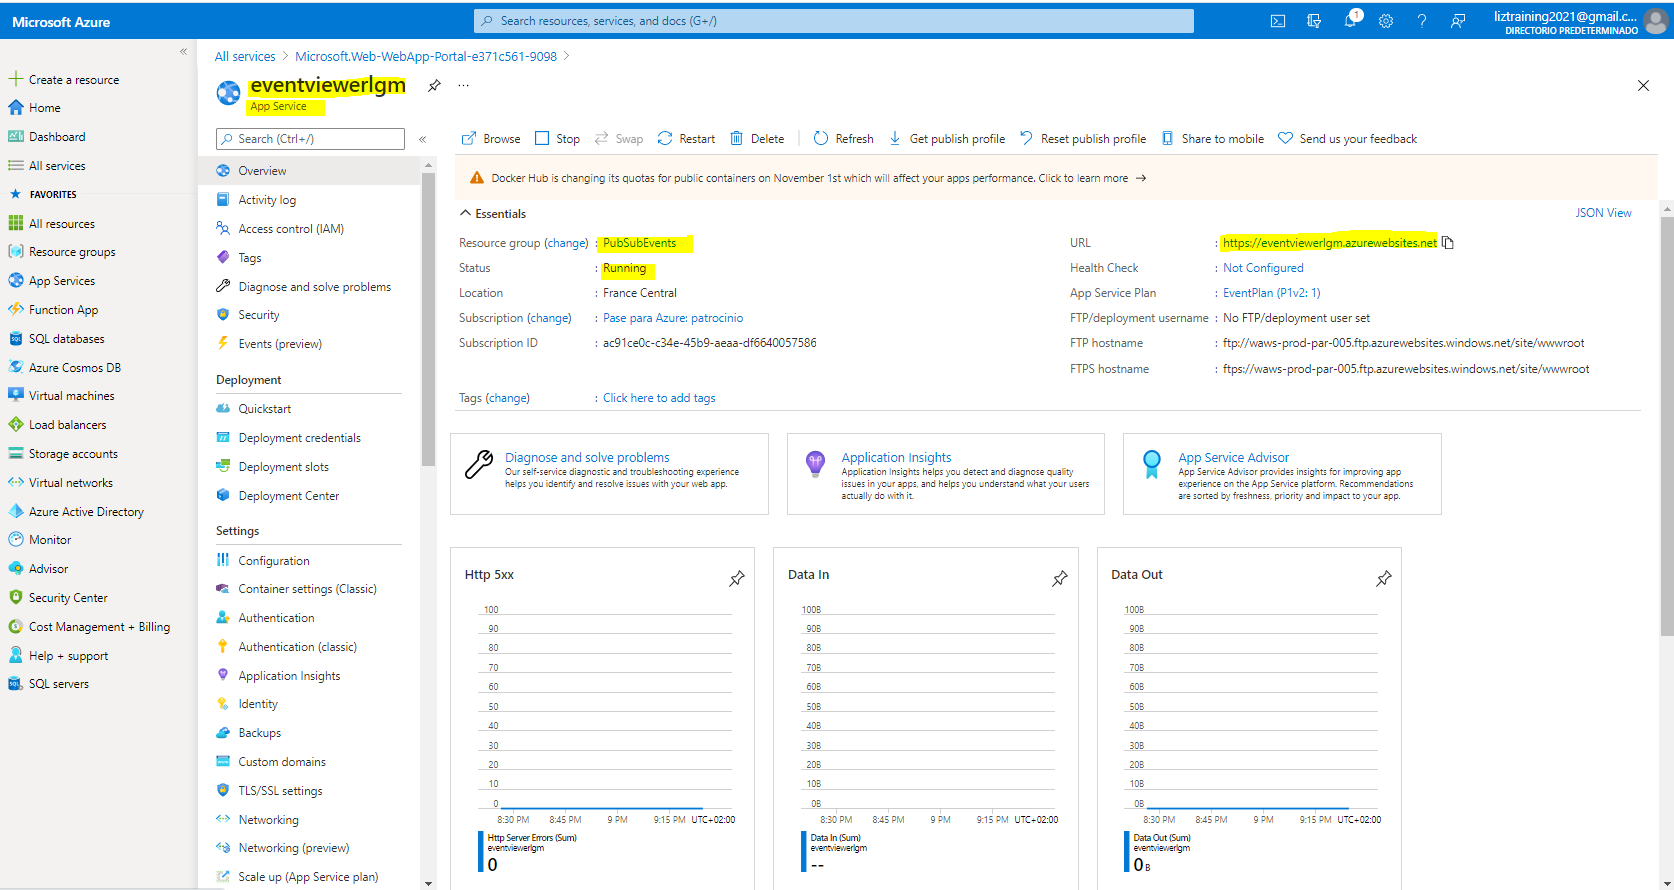 Microsoft Azure
Search resources, services, and docs (G+/)
1
liztraining2021@gmail.c...
DIRECTORIO PREDETERMINADO
«
Create a resource
Home
Dashboard
All services
FAVORITES
All resources
Resource groups
App Services
Function App
SQL databases
Azure Cosmos DB
Virtual machines
Load balancers
Storage accounts
Virtual networks
Azure Active Directory
Monitor
Advisor
Security Center
Cost Management + Billing
Help + support
SQL servers
All services > Microsoft.Web-WebApp-Portal-e371c561-9098 >
eventviewerlgm
...
App Service
Search (Ctrl+/)
«
Overview
Activity log
Access control (IAM)
Tags
Diagnose and solve problems
Security
Events (preview)
Deployment
Quickstart
Deployment credentials
Deployment slots
Deployment Center
Settings
Configuration
Container settings (Classic)
Authentication
Authentication (classic)
Application Insights
Identity
Backups
Custom domains
TLS/SSL settings
Networking
Networking (preview)
Scale up (App Service plan)
Browse Stop Swap Restart Delete Refresh Get publish profile Reset publish profile Share to mobile Send us your feedback
Docker Hub is changing its quotas for public containers on November 1st which will affect your apps performance. Click to learn more →
Essentials
JSON View
Resource group (change) : PubSubEvents
Status : Running
Location : France Central
Subscription (change) : Pase para Azure: patrocinio
Subscription ID : ac91ce0c-c34e-45b9-aeaa-df6640057586
Tags (change) : Click here to add tags
URL : https://eventviewerlgm.azurewebsites.net
Health Check : Not Configured
App Service Plan : EventPlan (P1v2: 1)
FTP/deployment username : No FTP/deployment user set
FTP hostname : ftp://waws-prod-par-005.ftp.azurewebsites.windows.net/site/wwwroot
FTPS hostname : ftps://waws-prod-par-005.ftp.azurewebsites.windows.net/site/wwwroot
Diagnose and solve problems
Our self-service diagnostic and troubleshooting experience
helps you identify and resolve issues with your web app.
Application Insights
Application Insights helps you detect and diagnose quality
issues in your apps, and helps you understand what your users
actually do with it.
App Service Advisor
App Service Advisor provides insights for improving app
experience on the App Service platform. Recommendations
are sorted by freshness, priority and impact to your app.
Http 5xx
100
90
80
70
60
50
40
30
20
10
0
8:30 PM 8:45 PM 9 PM 9:15 PM UTC+02:00
Http Server Errors (Sum)
eventviewerlgm
0
Data In
100B
90B
80B
70B
60B
50B
40B
30B
20B
10B
0B
8:30 PM 8:45 PM 9 PM 9:15 PM UTC+02:00
Data In (Sum)
eventviewerlgm
--
Data Out
100B
90B
80B
70B
60B
50B
40B
30B
20B
10B
0B
8:30 PM 8:45 PM 9 PM 9:15 PM UTC+02:00
Data Out (Sum)
eventviewerlgm
0 B